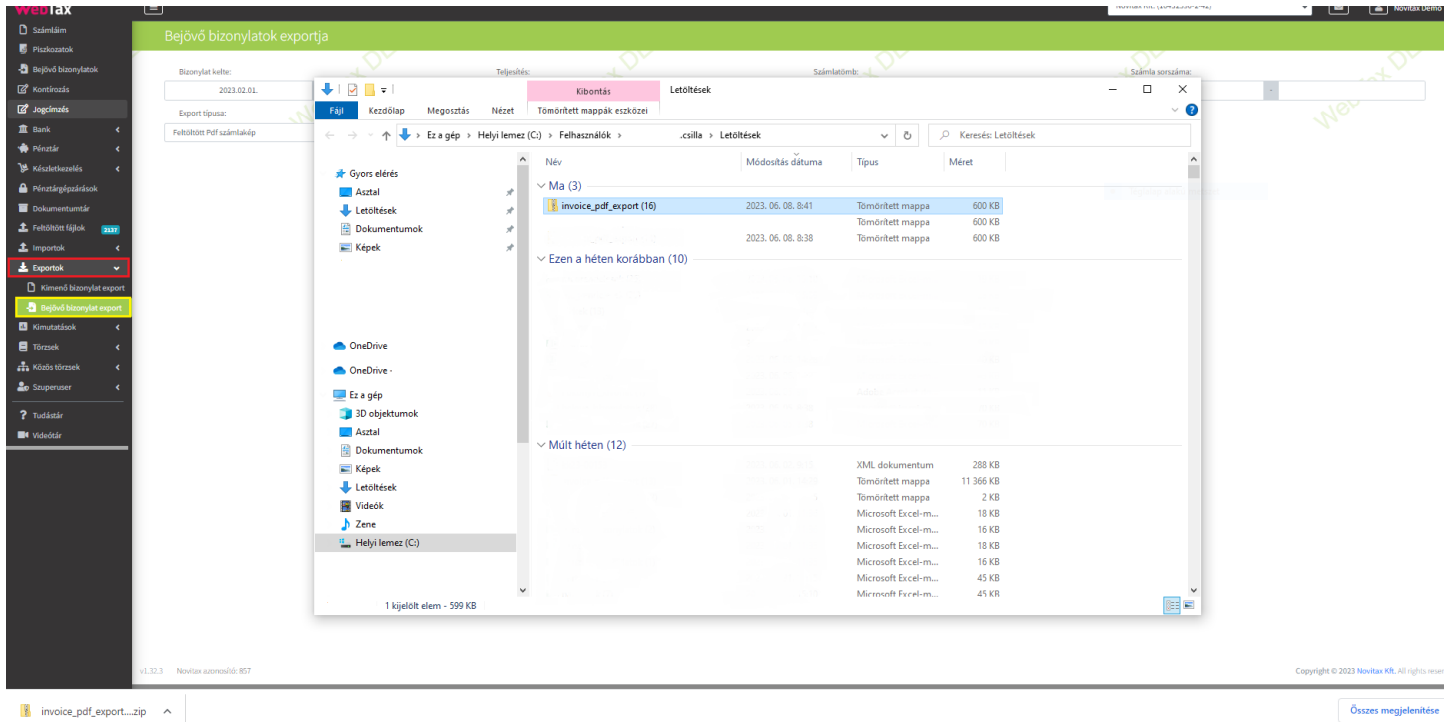 WebTax
Novitax Demo
Számláim
Piszkozatok
Bejövő bizonylatok
Kontírozás
Jogcímzés
Bank
Pénztár
Készletkezelés
Pénztárgépzárások
Dokumentumtár
Feltöltött fájlok 2137
Importok
Exportok
Kimenő bizonylat export
Bejövő bizonylat export
Kimutatások
Törzsek
Közös törzsek
Szuperuser
Tudástár
Videótár
Bejövő bizonylatok exportja
Bizonylat kelte:
Teljesítés:
Számlatömb:
Számla sorszáma:
2023.02.01.
-
Export típusa:
Feltöltött Pdf számlakép
Kibontás
Letöltések
Fájl Kezdőlap Megosztás Nézet Tömörített mappák eszközei
Ez a gép > Helyi lemez (C:) > Felhasználók > .csilla > Letöltések
Keresés: Letöltések
Gyors elérés
Asztal
Letöltések
Dokumentumok
Képek
OneDrive
OneDrive -
Ez a gép
3D objektumok
Asztal
Dokumentumok
Képek
Letöltések
Videók
Zene
Helyi lemez (C:)
Név Módosítás dátuma Típus Méret
Ma (3)
invoice_pdf_export (16) 2023. 06. 08. 8:41 Tömörített mappa 600 KB
Tömörített mappa 600 KB
2023. 06. 08. 8:38 Tömörített mappa 600 KB
Ezen a héten korábban (10)
Múlt héten (12)
XML dokumentum 288 KB
Tömörített mappa 11 366 KB
Tömörített mappa 2 KB
Microsoft Excel-m... 18 KB
Microsoft Excel-m... 16 KB
Microsoft Excel-m... 18 KB
Microsoft Excel-m... 16 KB
Microsoft Excel-m... 45 KB
Microsoft Excel-m... 45 KB
1 kijelölt elem - 599 KB
v1.32.3 Novitax azonosító: 857
Copyright © 2023 Novitax Kft. All rights reser
invoice_pdf_export....zip
Összes megjelenítése